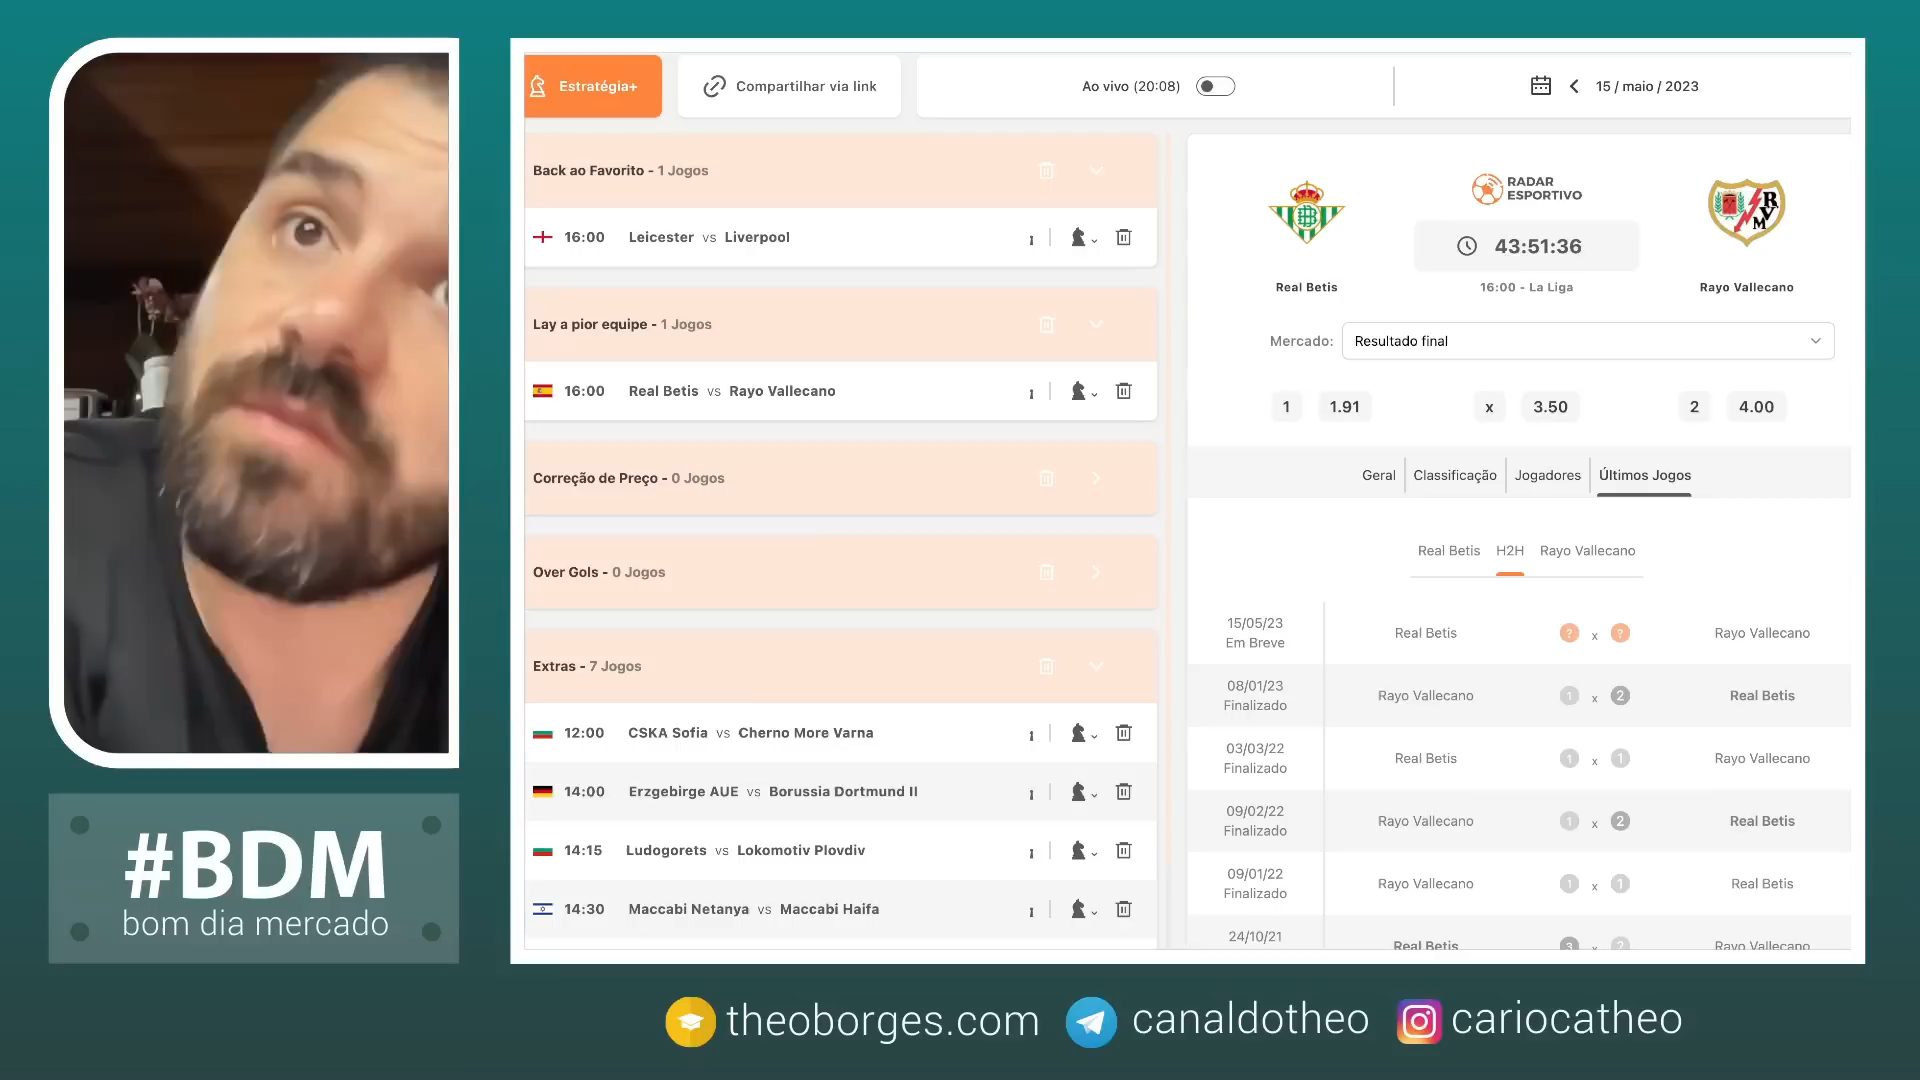 Estratégia+
Compartilhar via link
Ao vivo (20:08)
15 / maio / 2023
Back ao Favorito - 1 Jogos
16:00 Leicester vs Liverpool
Lay a pior equipe - 1 Jogos
16:00 Real Betis vs Rayo Vallecano
Correção de Preço - 0 Jogos
Over Gols - 0 Jogos
Extras - 7 Jogos
12:00 CSKA Sofia vs Cherno More Varna
14:00 Erzgebirge AUE vs Borussia Dortmund II
14:15 Ludogorets vs Lokomotiv Plovdiv
14:30 Maccabi Netanya vs Maccabi Haifa
RADAR
ESPORTIVO
43:51:36
Real Betis
16:00 - La Liga
Rayo Vallecano
Mercado: Resultado final
1 1.91 x 3.50 2 4.00
Geral Classificação Jogadores Últimos Jogos
Real Betis H2H Rayo Vallecano
15/05/23
Em Breve
Real Betis ? x ? Rayo Vallecano
08/01/23
Finalizado
Rayo Vallecano 1 x 2 Real Betis
03/03/22
Finalizado
Real Betis 1 x 1 Rayo Vallecano
09/02/22
Finalizado
Rayo Vallecano 1 x 2 Real Betis
09/01/22
Finalizado
Rayo Vallecano 1 x 1 Real Betis
24/10/21
Real Betis 3 x 2 Rayo Vallecano
#BDM
bom dia mercado
theoborges.com
canaldotheo
cariocatheo